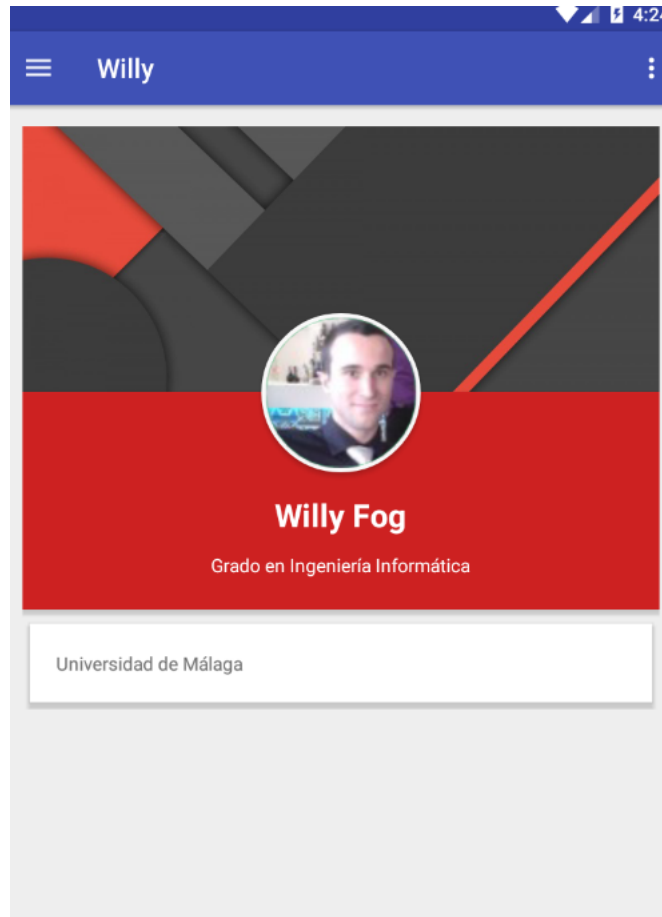 4:24
Willy
Willy Fog
Grado en Ingeniería Informática
Universidad de Málaga